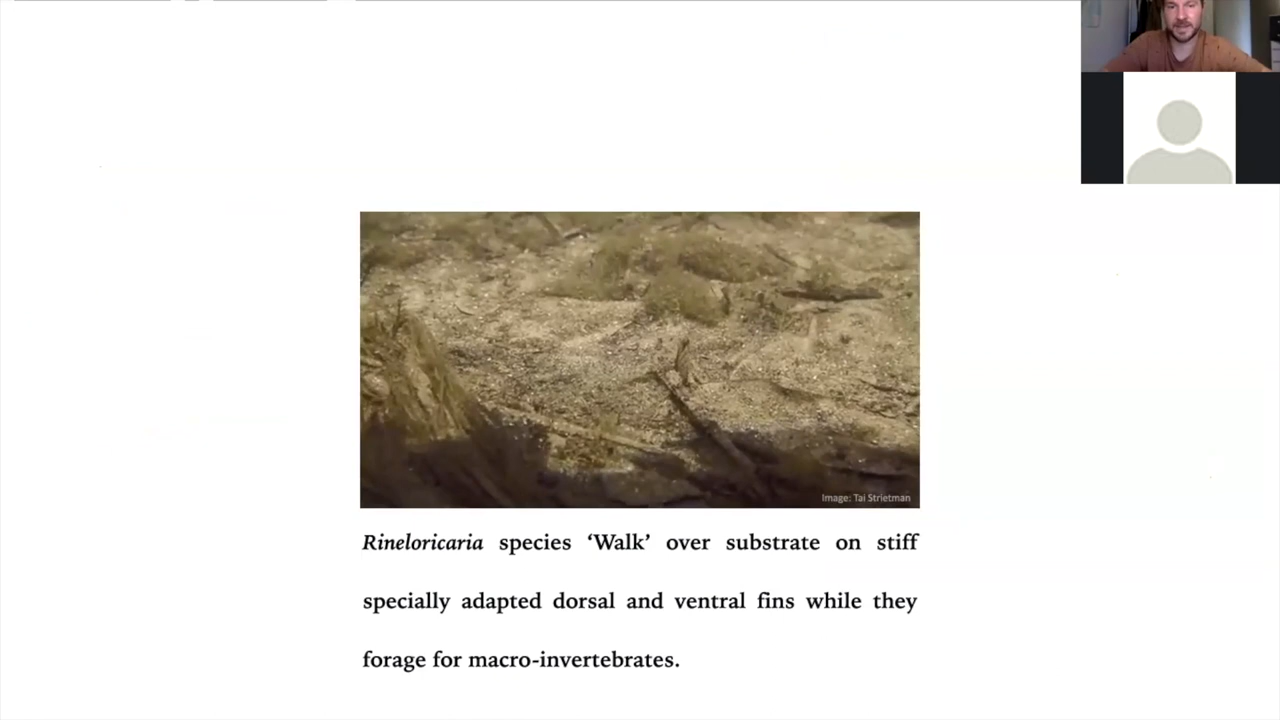 Image: Tai Strietman
Rineloricaria species ‘Walk’ over substrate on stiff
specially adapted dorsal and ventral fins while they
forage for macro-invertebrates.